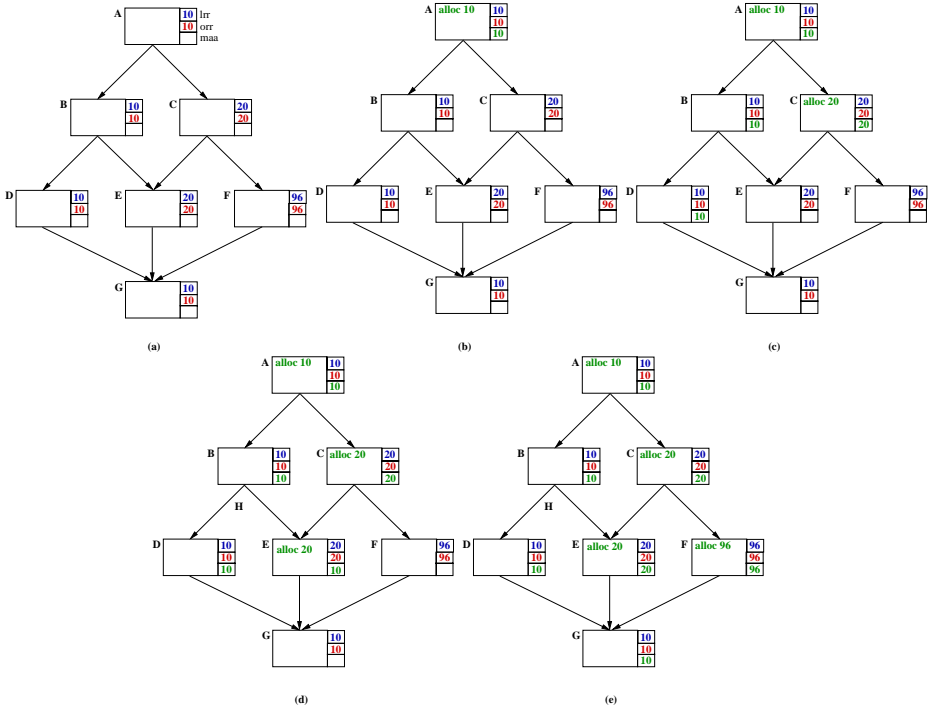 A 10 lrr
10 orr
maa
B 10 C 20
10 20
D 10 E 20 F 96
10 20 96
G 10
10
(a)
A alloc 10 10
10
10
B 10 C 20
10 20
D 10 E 20 F 96
10 20 96
G 10
10
(b)
A alloc 10 10
10
10
B 10 C alloc 20 20
10 20
10 20
D 10 E 20 F 96
10 20 96
10
G 10
10
(c)
A alloc 10 10
10
10
B 10 C alloc 20 20
10 20
10 20
H
D 10 E alloc 20 20 F 96
10 20 96
10 10
G 10
10
(d)
A alloc 10 10
10
10
B 10 C alloc 20 20
10 20
10 20
H
D 10 E alloc 20 20 F alloc 96 96
10 20 96
10 20 96
G 10
10
10
(e)